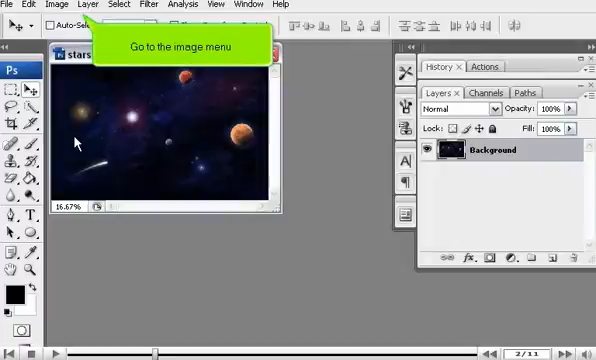 File Edit Image Layer Select Filter Analysis View Window Help
Auto-Sele
Go to the image menu
stars
Ps
16.67%
History × Actions
Layers × Channels Paths
Normal Opacity: 100%
Lock: Fill: 100%
Background
2/11